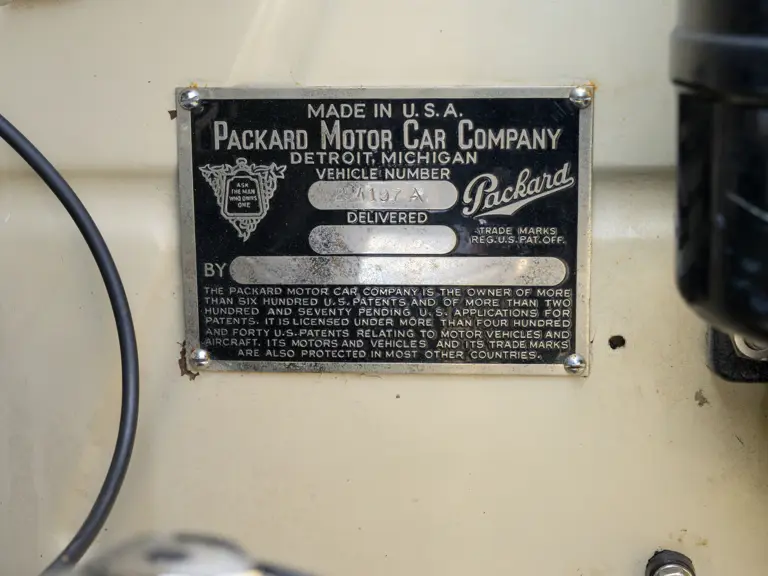 MADE IN U.S.A.
PACKARD MOTOR CAR COMPANY
DETROIT, MICHIGAN
VEHICLE NUMBER
ASK
THE MAN
WHO OWNS
ONE
Packard
DELIVERED
TRADE MARKS
REG. U.S. PAT. OFF.
BY
THE PACKARD MOTOR CAR COMPANY IS THE OWNER OF MORE
THAN SIX HUNDRED U.S. PATENTS AND OF MORE THAN TWO
HUNDRED AND SEVENTY PENDING U.S. APPLICATIONS FOR
PATENTS. IT IS LICENSED UNDER MORE THAN FOUR HUNDRED
AND FORTY U.S. PATENTS RELATING TO MOTOR VEHICLES AND
AIRCRAFT. ITS MOTORS AND VEHICLES AND ITS TRADE MARKS
ARE ALSO PROTECTED IN MOST OTHER COUNTRIES.